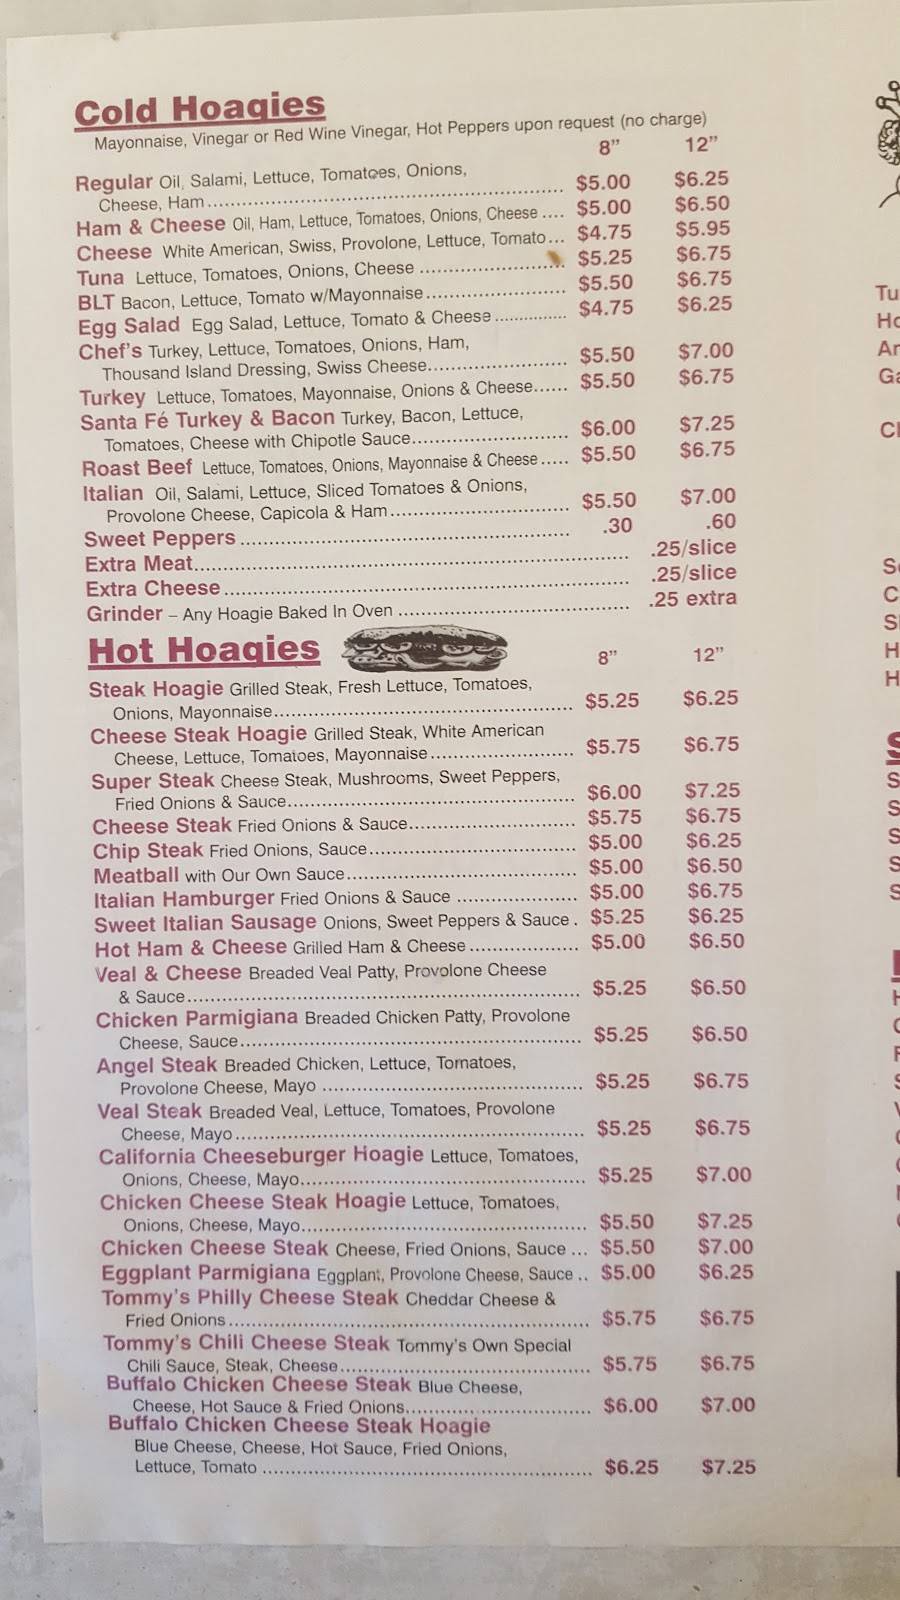 Cold Hoagies
Mayonnaise, Vinegar or Red Wine Vinegar, Hot Peppers upon request (no charge)
8" 12"
Regular Oil, Salami, Lettuce, Tomatoes, Onions,
Cheese, Ham .......... $5.00 $6.25
Ham & Cheese Oil, Ham, Lettuce, Tomatoes, Onions, Cheese .... $5.00 $6.50
Cheese White American, Swiss, Provolone, Lettuce, Tomato... $4.75 $5.95
Tuna Lettuce, Tomatoes, Onions, Cheese .......... $5.25 $6.75
BLT Bacon, Lettuce, Tomato w/Mayonnaise .......... $5.50 $6.75
Egg Salad Egg Salad, Lettuce, Tomato & Cheese .......... $4.75 $6.25
Chef's Turkey, Lettuce, Tomatoes, Onions, Ham,
Thousand Island Dressing, Swiss Cheese.......... $5.50 $7.00
Turkey Lettuce, Tomatoes, Mayonnaise, Onions & Cheese...... $5.50 $6.75
Santa Fé Turkey & Bacon Turkey, Bacon, Lettuce,
Tomatoes, Cheese with Chipotle Sauce.......... $6.00 $7.25
Roast Beef Lettuce, Tomatoes, Onions, Mayonnaise & Cheese ..... $5.50 $6.75
Italian Oil, Salami, Lettuce, Sliced Tomatoes & Onions,
Provolone Cheese, Capicola & Ham .......... $5.50 $7.00
Sweet Peppers .......... .30 .60
Extra Meat.......... .25/slice
Extra Cheese .......... .25/slice
Grinder – Any Hoagie Baked In Oven .......... .25 extra
Hot Hoagies
8" 12"
Steak Hoagie Grilled Steak, Fresh Lettuce, Tomatoes,
Onions, Mayonnaise.......... $5.25 $6.25
Cheese Steak Hoagie Grilled Steak, White American
Cheese, Lettuce, Tomatoes, Mayonnaise .......... $5.75 $6.75
Super Steak Cheese Steak, Mushrooms, Sweet Peppers,
Fried Onions & Sauce.......... $6.00 $7.25
Cheese Steak Fried Onions & Sauce.......... $5.75 $6.75
Chip Steak Fried Onions, Sauce.......... $5.00 $6.25
Meatball with Our Own Sauce.......... $5.00 $6.50
Italian Hamburger Fried Onions & Sauce .......... $5.00 $6.75
Sweet Italian Sausage Onions, Sweet Peppers & Sauce . $5.25 $6.25
Hot Ham & Cheese Grilled Ham & Cheese .......... $5.00 $6.50
Veal & Cheese Breaded Veal Patty, Provolone Cheese
& Sauce.......... $5.25 $6.50
Chicken Parmigiana Breaded Chicken Patty, Provolone
Cheese, Sauce.......... $5.25 $6.50
Angel Steak Breaded Chicken, Lettuce, Tomatoes,
Provolone Cheese, Mayo .......... $5.25 $6.75
Veal Steak Breaded Veal, Lettuce, Tomatoes, Provolone
Cheese, Mayo .......... $5.25 $6.75
California Cheeseburger Hoagie Lettuce, Tomatoes,
Onions, Cheese, Mayo.......... $5.25 $7.00
Chicken Cheese Steak Hoagie Lettuce, Tomatoes,
Onions, Cheese, Mayo.......... $5.50 $7.25
Chicken Cheese Steak Cheese, Fried Onions, Sauce ... $5.50 $7.00
Eggplant Parmigiana Eggplant, Provolone Cheese, Sauce .. $5.00 $6.25
Tommy's Philly Cheese Steak Cheddar Cheese &
Fried Onions .......... $5.75 $6.75
Tommy's Chili Cheese Steak Tommy's Own Special
Chili Sauce, Steak, Cheese.......... $5.75 $6.75
Buffalo Chicken Cheese Steak Blue Cheese,
Cheese, Hot Sauce & Fried Onions.......... $6.00 $7.00
Buffalo Chicken Cheese Steak Hoagie
Blue Cheese, Cheese, Hot Sauce, Fried Onions,
Lettuce, Tomato .......... $6.25 $7.25